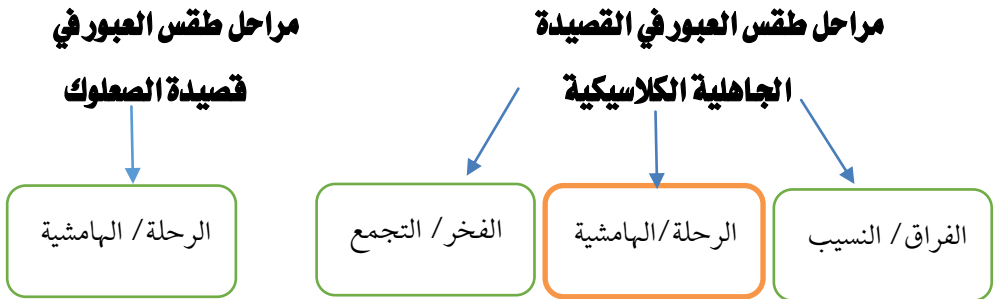 مراحل طقس العبور في القصيدة
الجاهلية الكلاسيكية
الفراق/ النسيب
الرحلة/الهامشية
الفخر/ التجمع
مراحل طقس العبور في
قصيدة الصعلوك
الرحلة/ الهامشية